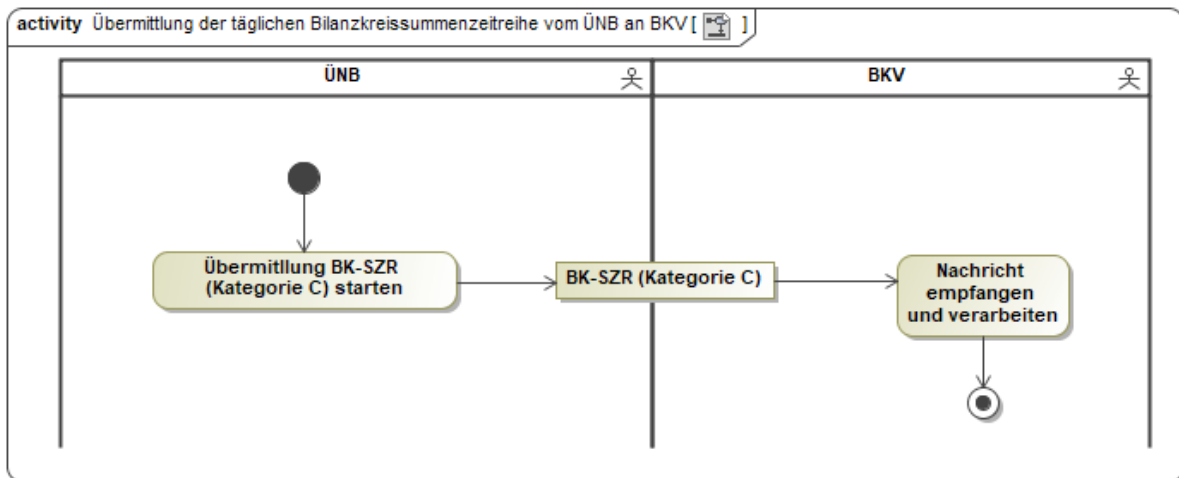 activity Übermittlung der täglichen Bilanzkreissummenzeitreihe vom ÜNB an BKV [ ]
ÜNB
BKV
Übermitllung BK-SZR
(Kategorie C) starten
BK-SZR (Kategorie C)
Nachricht
empfangen
und verarbeiten